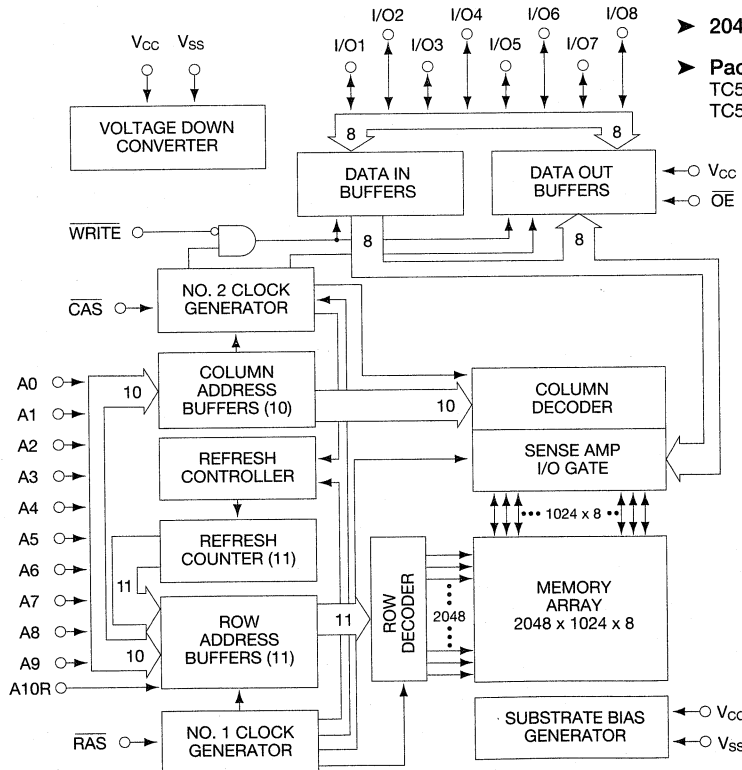 I/O2 I/O4 I/O6 I/O8
I/O1 I/O3 I/O5 I/O7
➤ 204
➤ Pac
TC5
TC5
VCC VSS
VOLTAGE DOWN
CONVERTER
8 8
DATA IN
BUFFERS
DATA OUT
BUFFERS
VCC
O̅E̅
W̅R̅I̅T̅E̅
8 8
NO. 2 CLOCK
GENERATOR
C̅A̅S̅
COLUMN
ADDRESS
BUFFERS (10)
10
10
COLUMN
DECODER
A0
A1
A2
A3
A4
A5
A6
A7
A8
A9
A10R
REFRESH
CONTROLLER
SENSE AMP
I/O GATE
••• 1024 x 8 •••
REFRESH
COUNTER (11)
11
10
ROW
ADDRESS
BUFFERS (11)
11
ROW
DECODER
2048
MEMORY
ARRAY
2048 x 1024 x 8
R̅A̅S̅
NO. 1 CLOCK
GENERATOR
SUBSTRATE BIAS
GENERATOR
VCC
VSS